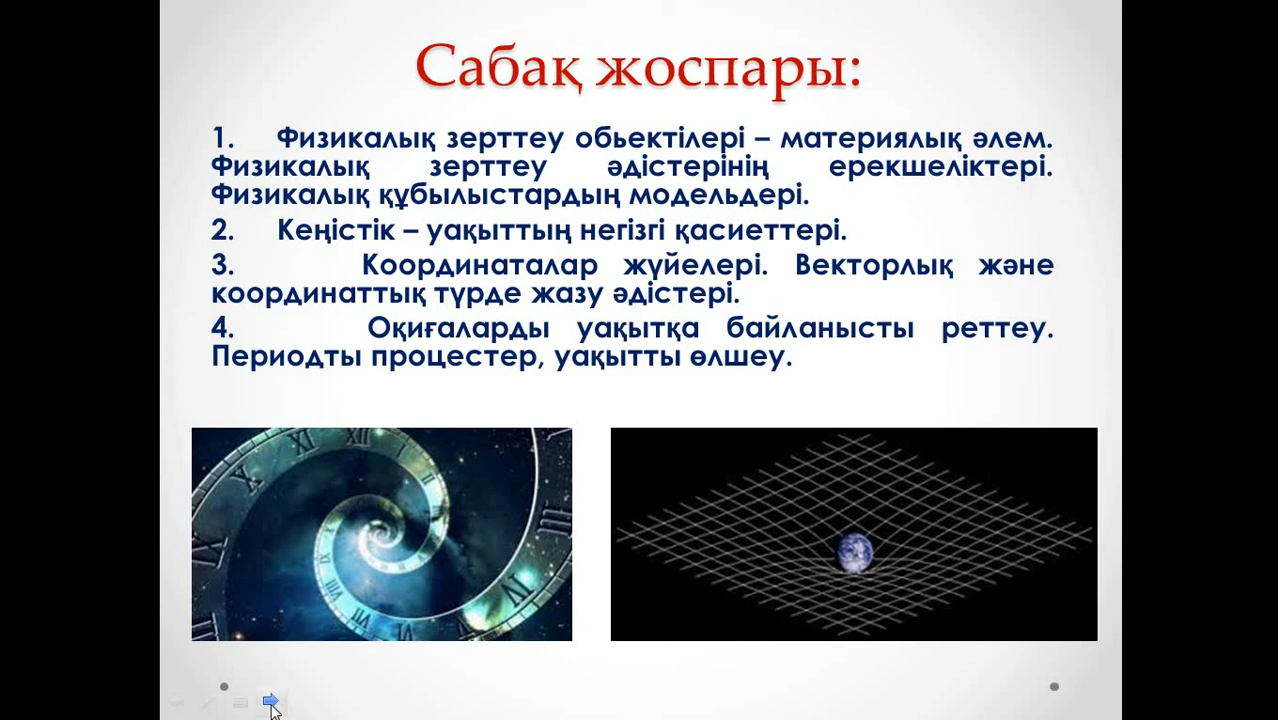 Сабақ жоспары:
1. Физикалық зерттеу обьектілері – материялық әлем.
Физикалық зерттеу әдістерінің ерекшеліктері.
Физикалық құбылыстардың модельдері.
2. Кеңістік – уақыттың негізгі қасиеттері.
3. Координаталар жүйелері. Векторлық және
координаттық түрде жазу әдістері.
4. Оқиғаларды уақытқа байланысты реттеу.
Периодты процестер, уақытты өлшеу.